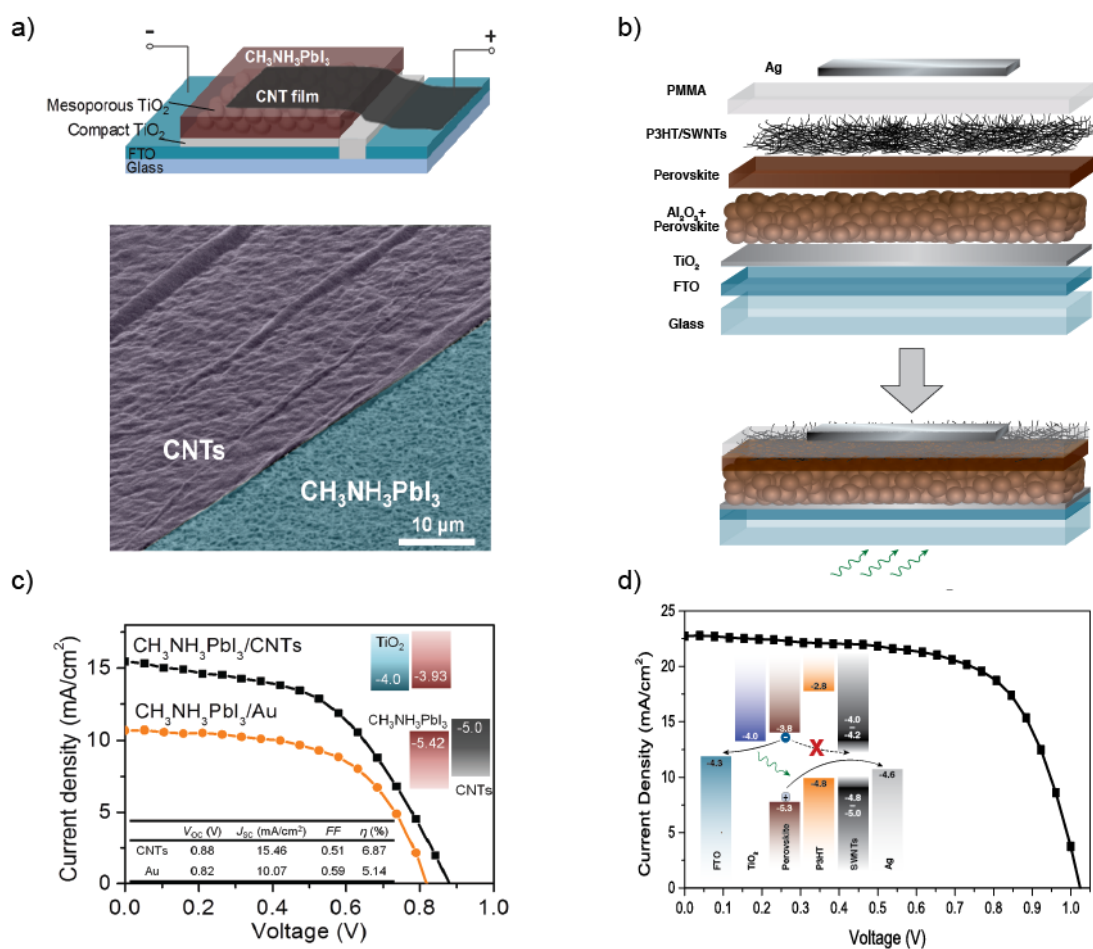 a)
-
+
CH₃NH₃PbI₃
CNT film
Mesoporous TiO₂
Compact TiO₂
FTO
Glass
CNTs
CH₃NH₃PbI₃
10 µm
b)
Ag
PMMA
P3HT/SWNTs
Perovskite
Al₂O₃+
Perovskite
TiO₂
FTO
Glass
c)
Current density (mA/cm²)
15
10
5
0
CH₃NH₃PbI₃/CNTs
CH₃NH₃PbI₃/Au
TiO₂
-4.0
-3.93
CH₃NH₃PbI₃
-5.42
-5.0
CNTs
V_OC (V) J_SC (mA/cm²) FF η (%)
CNTs 0.88 15.46 0.51 6.87
Au 0.82 10.07 0.59 5.14
0.0 0.2 0.4 0.6 0.8 1.0
Voltage (V)
d)
Current Density (mA/cm²)
25
20
15
10
5
0
-2.8
-3.8
-4.0
-4.0
–
-4.2
X
-
-4.3
+
-4.6
-4.8
-4.8
–
-5.0
-5.3
FTO
TiO₂
Perovskite
P3HT
SWNTs
Ag
0.0 0.1 0.2 0.3 0.4 0.5 0.6 0.7 0.8 0.9 1.0
Voltage (V)